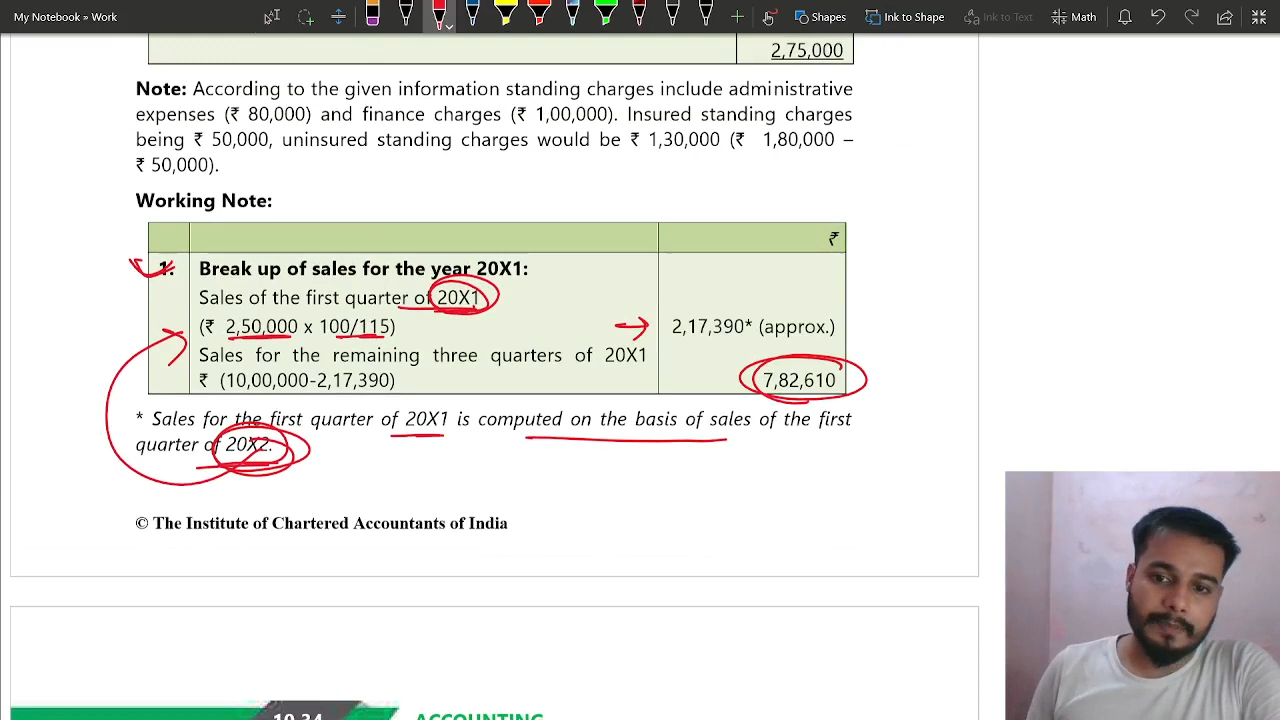 My Notebook » Work
Shapes
Ink to Shape
Ink to Text
Math
2,75,000
Note: According to the given information standing charges include administrative
expenses (₹ 80,000) and finance charges (₹ 1,00,000). Insured standing charges
being ₹ 50,000, uninsured standing charges would be ₹ 1,30,000 (₹ 1,80,000 –
₹ 50,000).
Working Note:
₹
1. Break up of sales for the year 20X1:
Sales of the first quarter of 20X1
(₹ 2,50,000 x 100/115) 2,17,390* (approx.)
Sales for the remaining three quarters of 20X1
₹ (10,00,000-2,17,390) 7,82,610
* Sales for the first quarter of 20X1 is computed on the basis of sales of the first
quarter of 20X2.
© The Institute of Chartered Accountants of India
10.34 ACCOUNTING